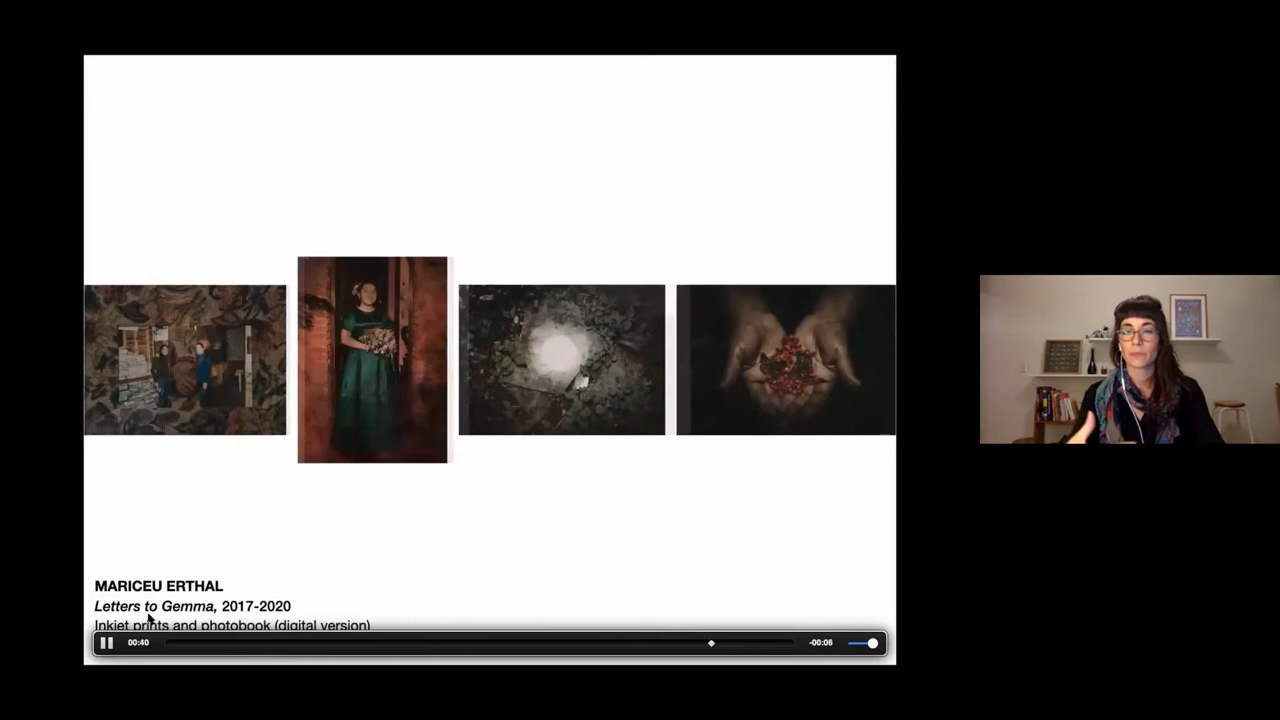 MARICEU ERTHAL
Letters to Gemma, 2017-2020
Inkjet prints and photobook (digital version)
00:40
-00:06